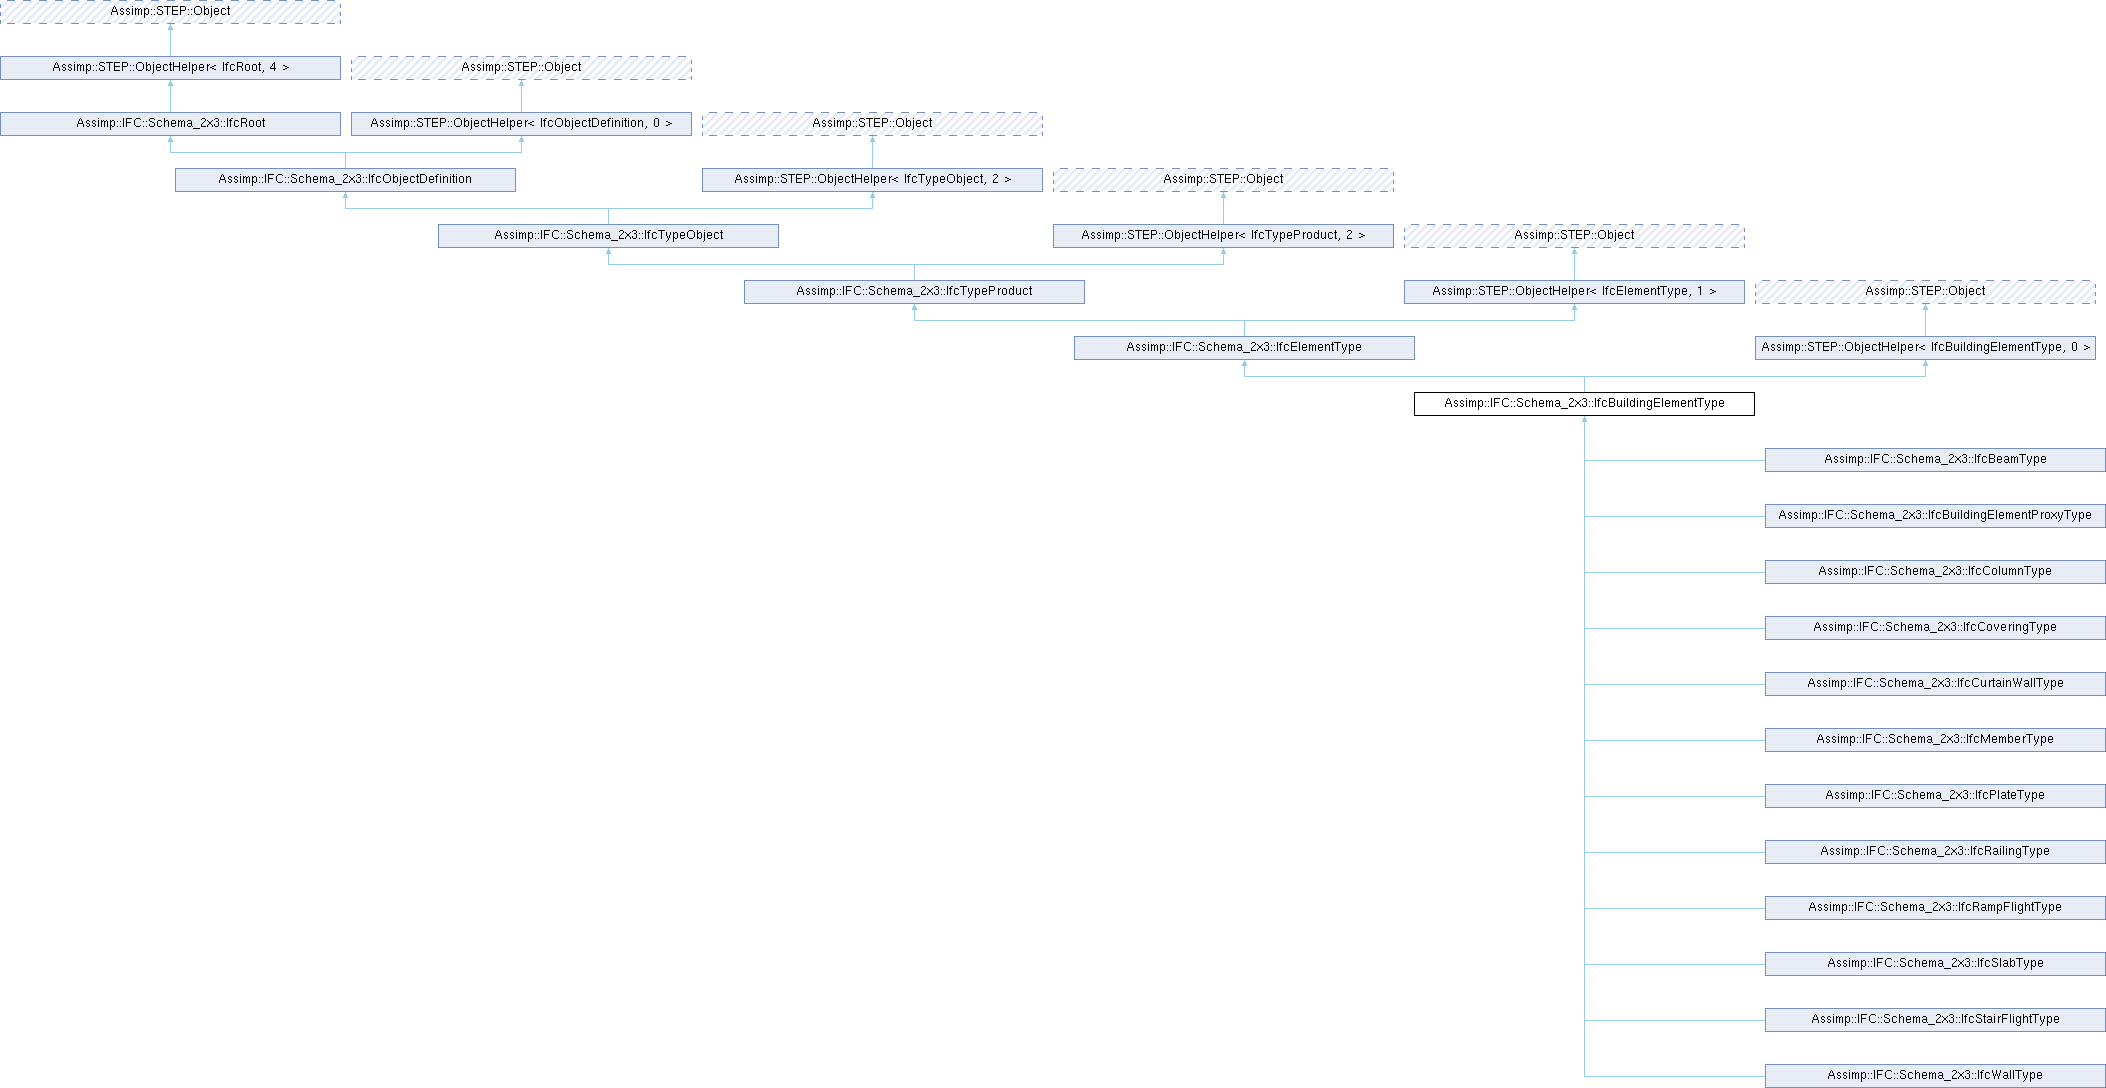 Assimp::STEP::Object
Assimp::STEP::ObjectHelper< IfcRoot, 4 >
Assimp::STEP::Object
Assimp::IFC::Schema_2x3::IfcRoot
Assimp::STEP::ObjectHelper< IfcObjectDefinition, 0 >
Assimp::STEP::Object
Assimp::IFC::Schema_2x3::IfcObjectDefinition
Assimp::STEP::ObjectHelper< IfcTypeObject, 2 >
Assimp::STEP::Object
Assimp::IFC::Schema_2x3::IfcTypeObject
Assimp::STEP::ObjectHelper< IfcTypeProduct, 2 >
Assimp::STEP::Object
Assimp::IFC::Schema_2x3::IfcTypeProduct
Assimp::STEP::ObjectHelper< IfcElementType, 1 >
Assimp::STEP::Object
Assimp::IFC::Schema_2x3::IfcElementType
Assimp::STEP::ObjectHelper< IfcBuildingElementType, 0 >
Assimp::IFC::Schema_2x3::IfcBuildingElementType
Assimp::IFC::Schema_2x3::IfcBeamType
Assimp::IFC::Schema_2x3::IfcBuildingElementProxyType
Assimp::IFC::Schema_2x3::IfcColumnType
Assimp::IFC::Schema_2x3::IfcCoveringType
Assimp::IFC::Schema_2x3::IfcCurtainWallType
Assimp::IFC::Schema_2x3::IfcMemberType
Assimp::IFC::Schema_2x3::IfcPlateType
Assimp::IFC::Schema_2x3::IfcRailingType
Assimp::IFC::Schema_2x3::IfcRampFlightType
Assimp::IFC::Schema_2x3::IfcSlabType
Assimp::IFC::Schema_2x3::IfcStairFlightType
Assimp::IFC::Schema_2x3::IfcWallType